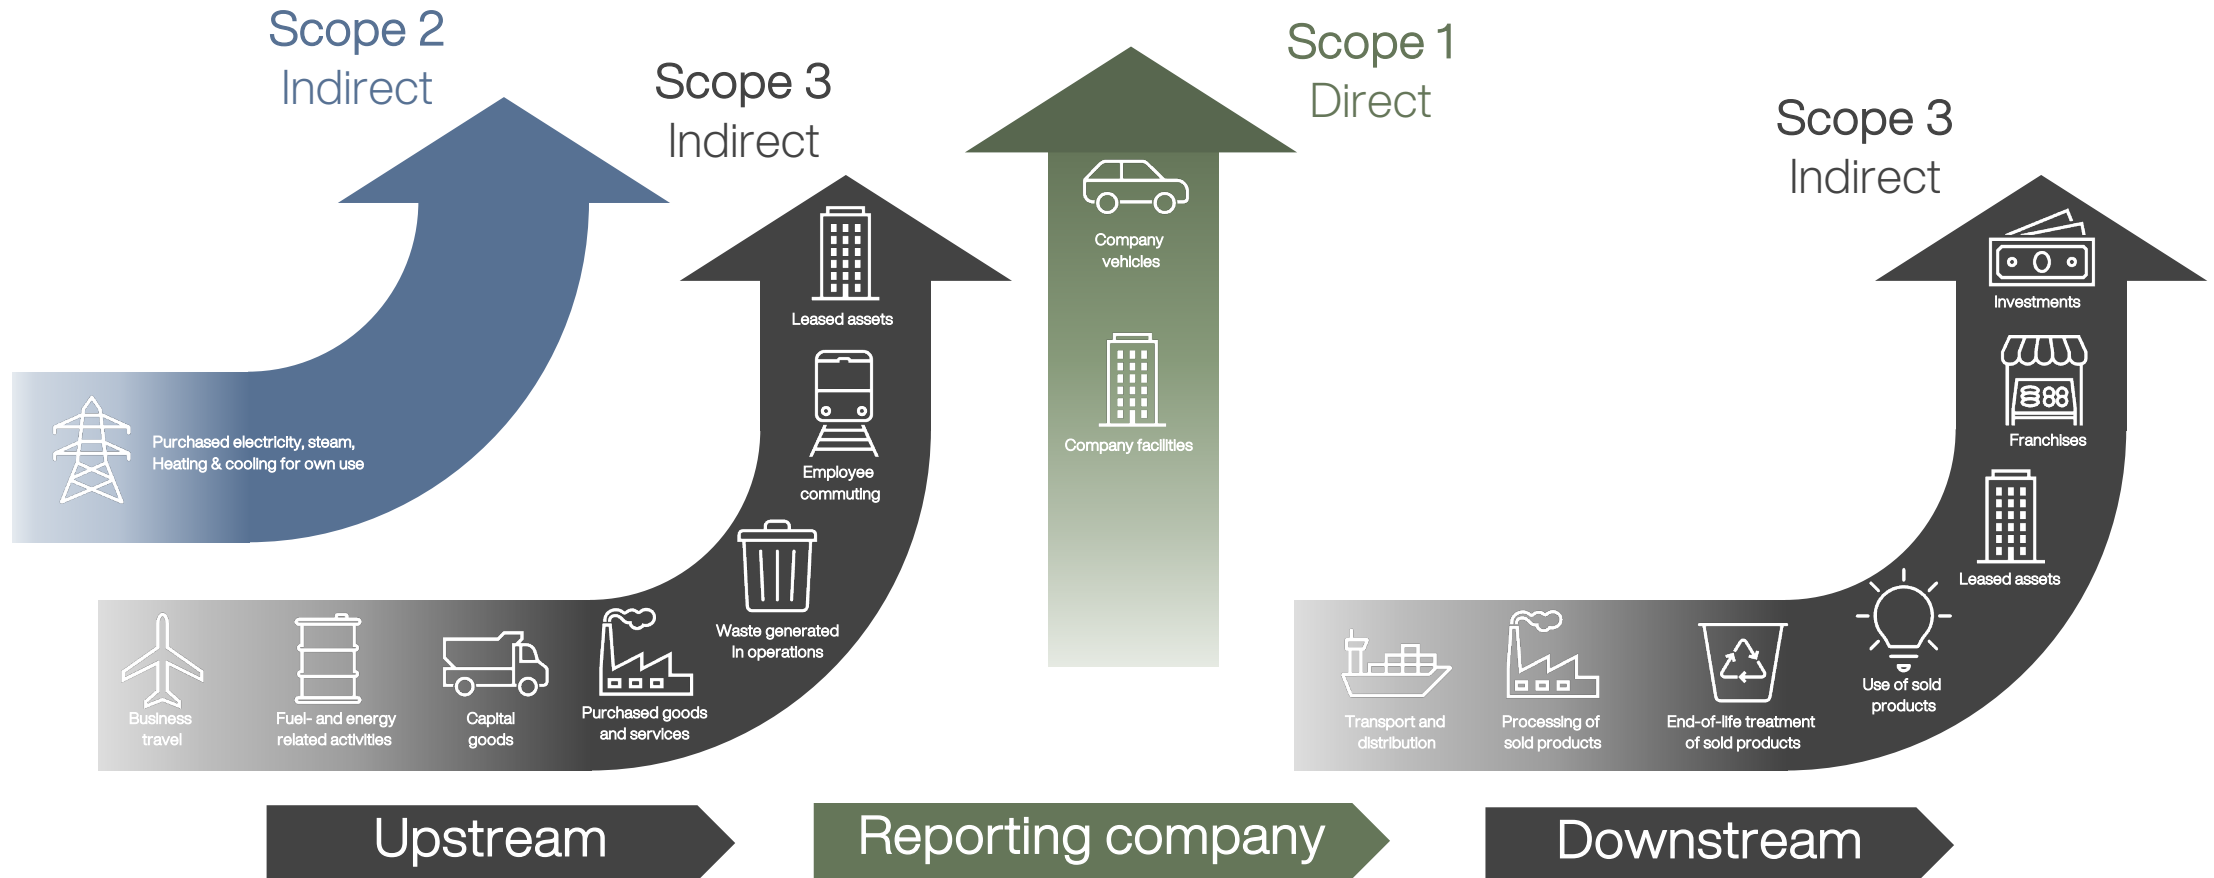 Scope 2
Indirect
Purchased electricity, steam,
Heating & cooling for own use
Scope 3
Indirect
Leased assets
Employee
commuting
Waste generated
In operations
Purchased goods
and services
Capital
goods
Fuel- and energy
related activities
Business
travel
Scope 1
Direct
Company
vehicles
Company facilities
Scope 3
Indirect
Investments
Franchises
Leased assets
Use of sold
products
End-of-life treatment
of sold products
Processing of
sold products
Transport and
distribution
Upstream
Reporting company
Downstream